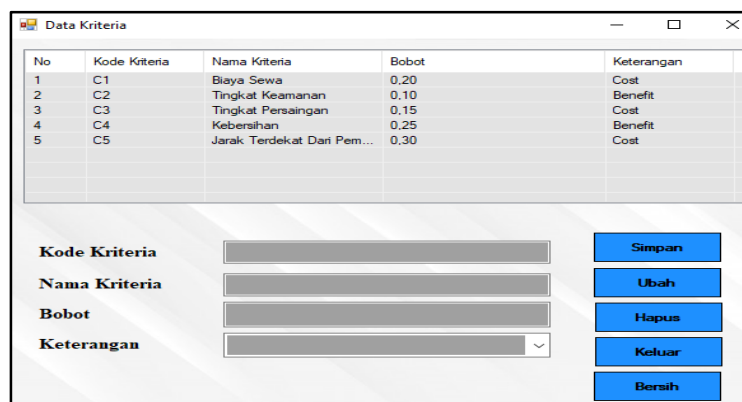 Data Kriteria
No Kode Kriteria Nama Kriteria Bobot Keterangan
1 C1 Biaya Sewa 0,20 Cost
2 C2 Tingkat Keamanan 0,10 Benefit
3 C3 Tingkat Persaingan 0,15 Cost
4 C4 Kebersihan 0,25 Benefit
5 C5 Jarak Terdekat Dari Pem... 0,30 Cost
Kode Kriteria Simpan
Nama Kriteria Ubah
Bobot Hapus
Keterangan Keluar
Bersih